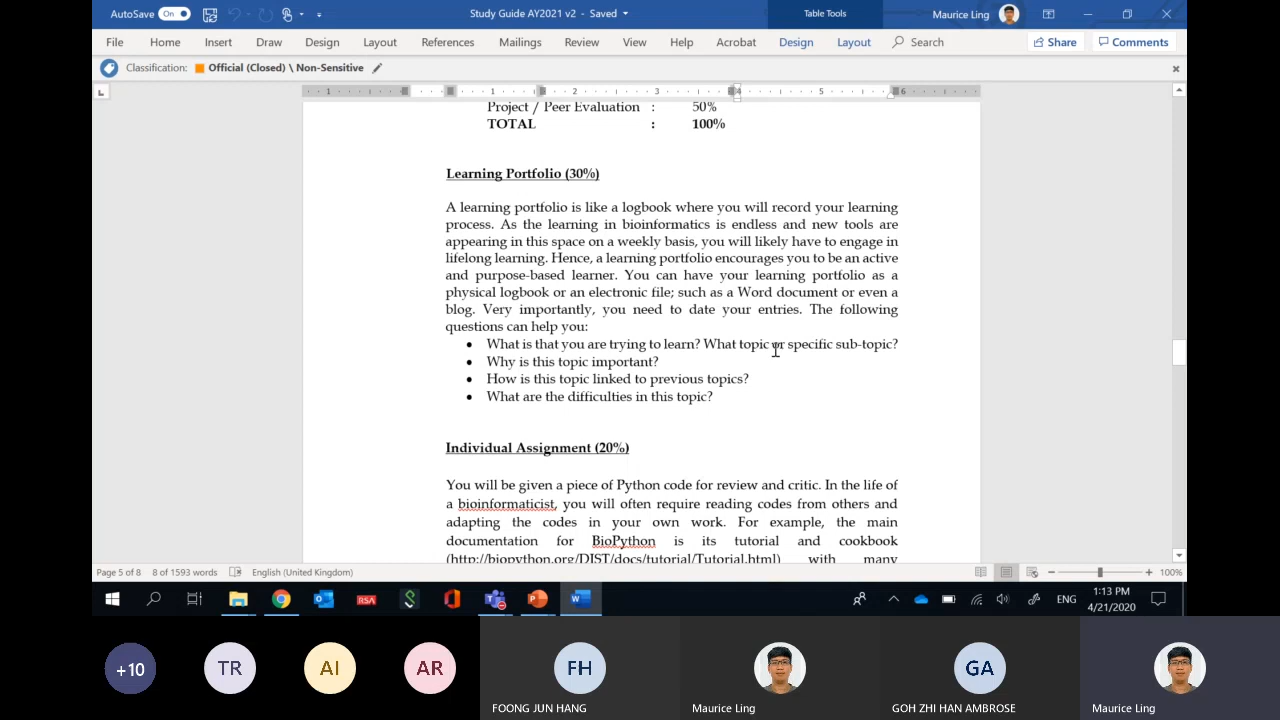 AutoSave On Study Guide AY2021 v2 - Saved Table Tools Maurice Ling
File Home Insert Draw Design Layout References Mailings Review View Help Acrobat Design Layout Search Share Comments
Classification: Official (Closed) \ Non-Sensitive
1 1 2 3 4 5 6
Project / Peer Evaluation : 50%
TOTAL : 100%
Learning Portfolio (30%)
A learning portfolio is like a logbook where you will record your learning
process. As the learning in bioinformatics is endless and new tools are
appearing in this space on a weekly basis, you will likely have to engage in
lifelong learning. Hence, a learning portfolio encourages you to be an active
and purpose-based learner. You can have your learning portfolio as a
physical logbook or an electronic file; such as a Word document or even a
blog. Very importantly, you need to date your entries. The following
questions can help you:
• What is that you are trying to learn? What topic or specific sub-topic?
• Why is this topic important?
• How is this topic linked to previous topics?
• What are the difficulties in this topic?
Individual Assignment (20%)
You will be given a piece of Python code for review and critic. In the life of
a bioinformaticist, you will often require reading codes from others and
adapting the codes in your own work. For example, the main
documentation for BioPython is its tutorial and cookbook
(http://biopython.org/DIST/docs/tutorial/Tutorial.html) with many
Page 5 of 8 8 of 1593 words English (United Kingdom) 100%
RSA ENG 1:13 PM
4/21/2020
+10 TR AI AR FH GA
FOONG JUN HANG Maurice Ling GOH ZHI HAN AMBROSE Maurice Ling